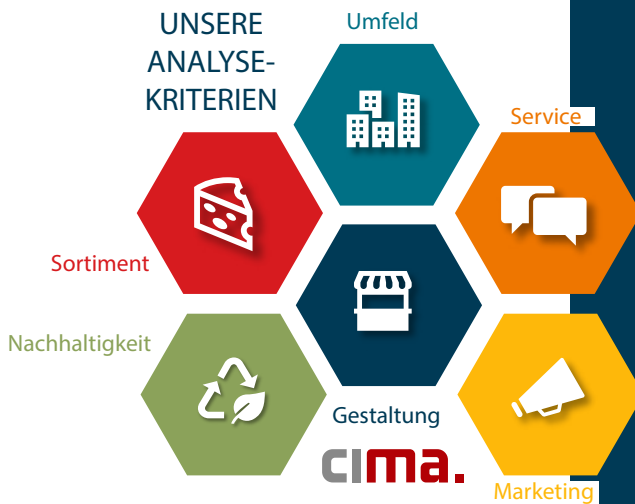 UNSERE
ANALYSE-
KRITERIEN
Umfeld
Service
Sortiment
Nachhaltigkeit
Gestaltung
cima.
Marketing